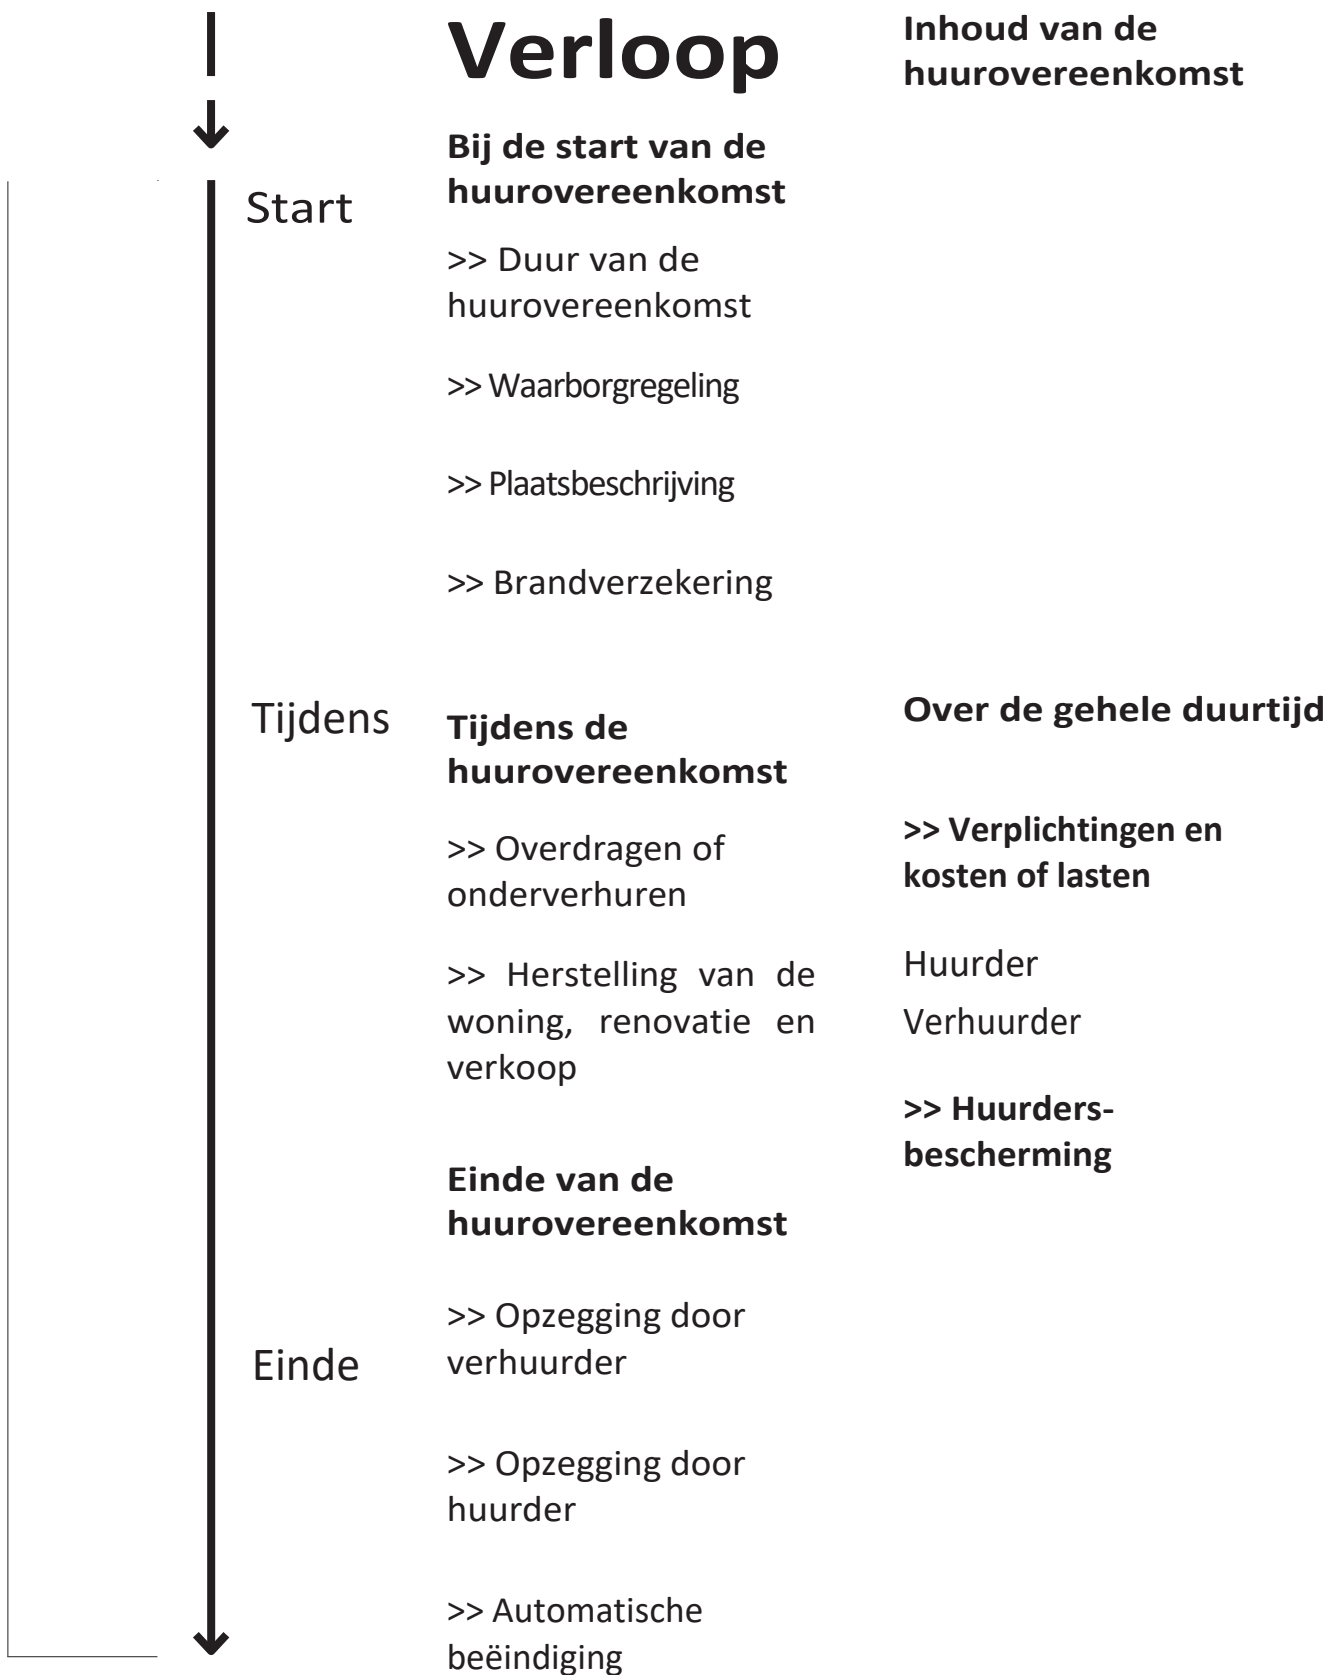 Verloop
Inhoud van de
huurovereenkomst
Start
Bij de start van de
huurovereenkomst
>> Duur van de
huurovereenkomst
>> Waarborgregeling
>> Plaatsbeschrijving
>> Brandverzekering
Tijdens
Tijdens de
huurovereenkomst
>> Overdragen of
onderverhuren
>> Herstelling van de
woning, renovatie en
verkoop
Over de gehele duurtijd
>> Verplichtingen en
kosten of lasten
Huurder
Verhuurder
>> Huurders-
bescherming
Einde
Einde van de
huurovereenkomst
>> Opzegging door
verhuurder
>> Opzegging door
huurder
>> Automatische
beëindiging